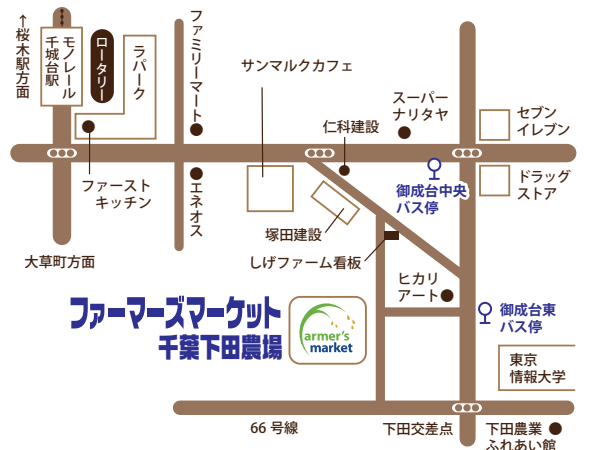 ←桜木駅方面
モノレール
千城台駅
ロータリー
ラパーク
ファミリーマート
サンマルクカフェ
仁科建設
スーパー
ナリタヤ
セブン
イレブン
ファースト
キッチン
エネオス
御成台中央
バス停
ドラッグ
ストア
塚田建設
しげファーム看板
大草町方面
ヒカリ
アート
ファーマーズマーケット
千葉下田農場
armer's
market
御成台東
バス停
東京
情報大学
66 号線
下田交差点
下田農業
ふれあい館